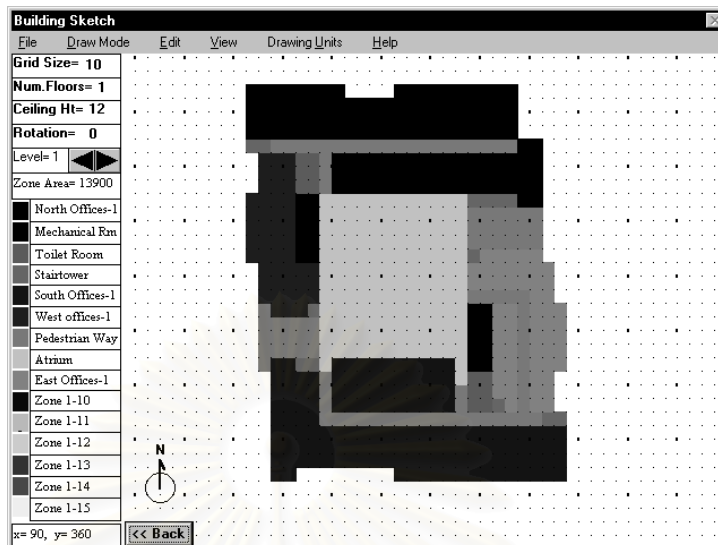 Building Sketch
File Draw Mode Edit View Drawing Units Help
Grid Size= 10
Num.Floors= 1
Ceiling Ht= 12
Rotation= 0
Level= 1
Zone Area= 13900
North Offices-1
Mechanical Rm
Toilet Room
Stairtower
South Offices-1
West offices-1
Pedestrian Way
Atrium
East Offices-1
Zone 1-10
Zone 1-11
Zone 1-12
Zone 1-13
Zone 1-14
Zone 1-15
N
x= 90, y= 360 << Back